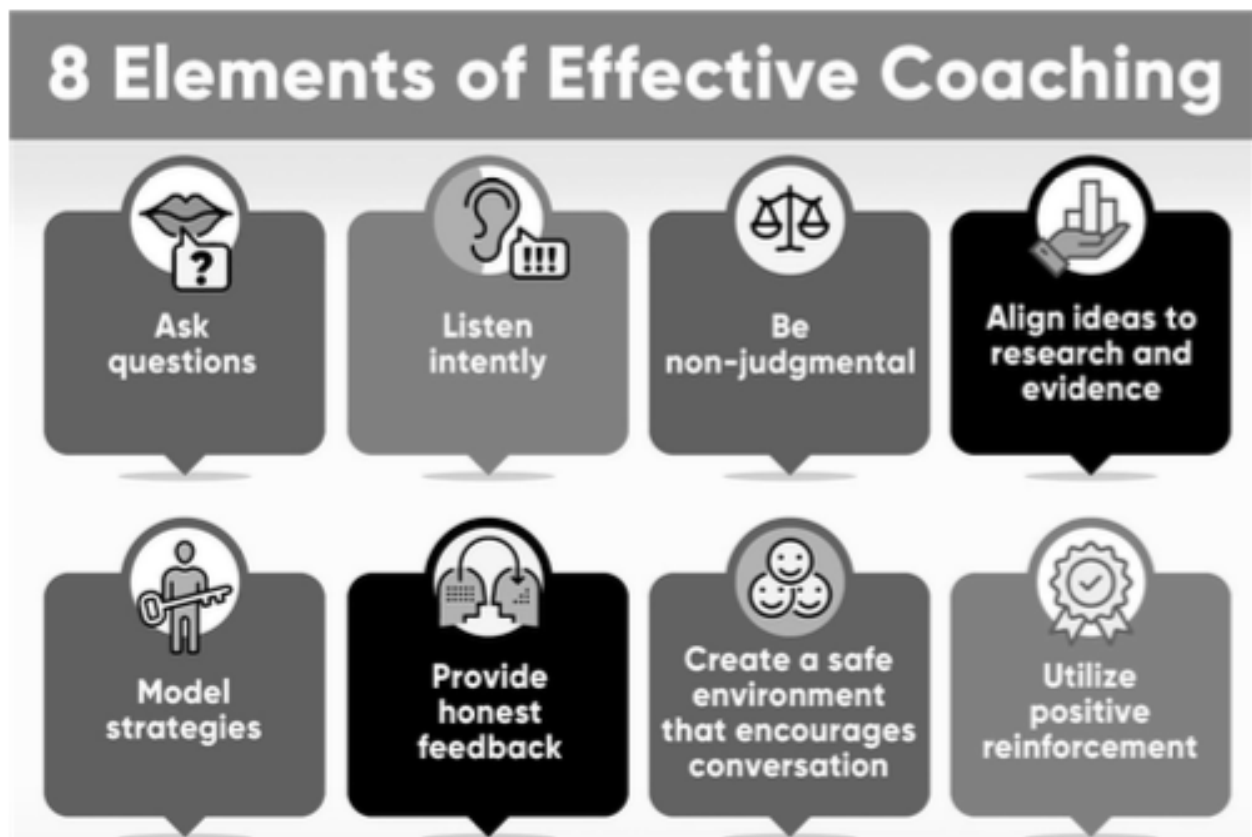 8 Elements of Effective Coaching
?
!!!
Ask
questions
Listen
intently
Be
non-judgmental
Align ideas to
research and
evidence
Model
strategies
Provide
honest
feedback
Create a safe
environment
that encourages
conversation
Utilize
positive
reinforcement